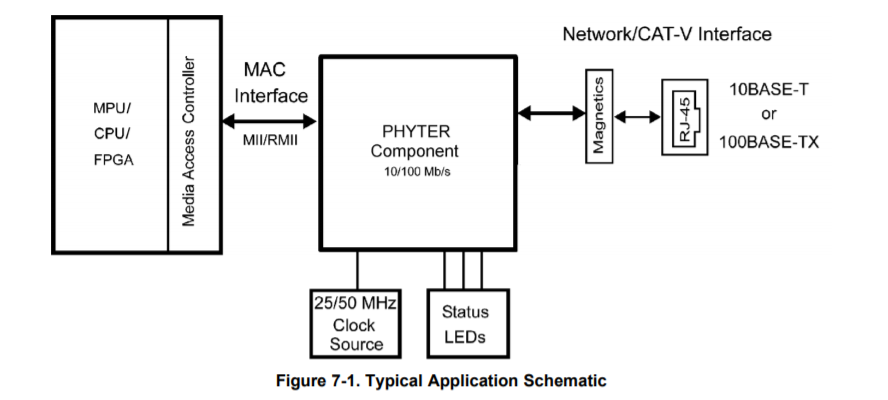 Network/CAT-V Interface
MPU/
CPU/
FPGA
Media Access Controller
MAC
Interface
MII/RMII
PHYTER
Component
10/100 Mb/s
Magnetics
RJ-45
10BASE-T
or
100BASE-TX
25/50 MHz
Clock
Source
Status
LEDs
Figure 7-1. Typical Application Schematic